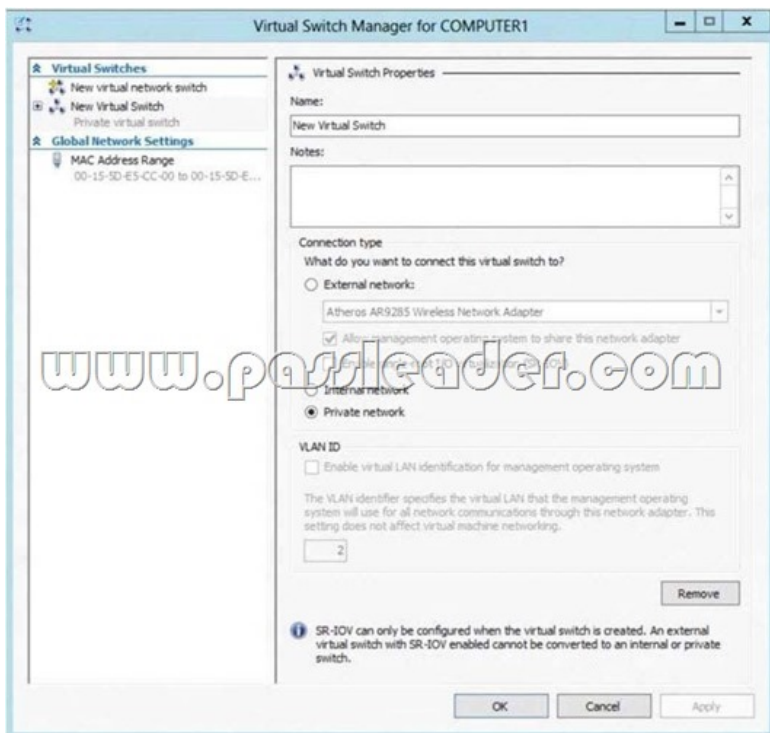 Virtual Switch Manager for COMPUTER1
Virtual Switches
New virtual network switch
New Virtual Switch
Private virtual switch
Global Network Settings
MAC Address Range
00-15-5D-E5-CC-00 to 00-15-5D-E...
Virtual Switch Properties
Name:
New Virtual Switch
Notes:
Connection type
What do you want to connect this virtual switch to?
External network:
Atheros AR9285 Wireless Network Adapter
Allow management operating system to share this network adapter
www.passleader.com
Internal network
Private network
VLAN ID
Enable virtual LAN identification for management operating system
The VLAN identifier specifies the virtual LAN that the management operating
system will use for all network communications through this network adapter. This
setting does not affect virtual machine networking.
2
Remove
SR-IOV can only be configured when the virtual switch is created. An external
virtual switch with SR-IOV enabled cannot be converted to an internal or private
switch.
OK
Cancel
Apply